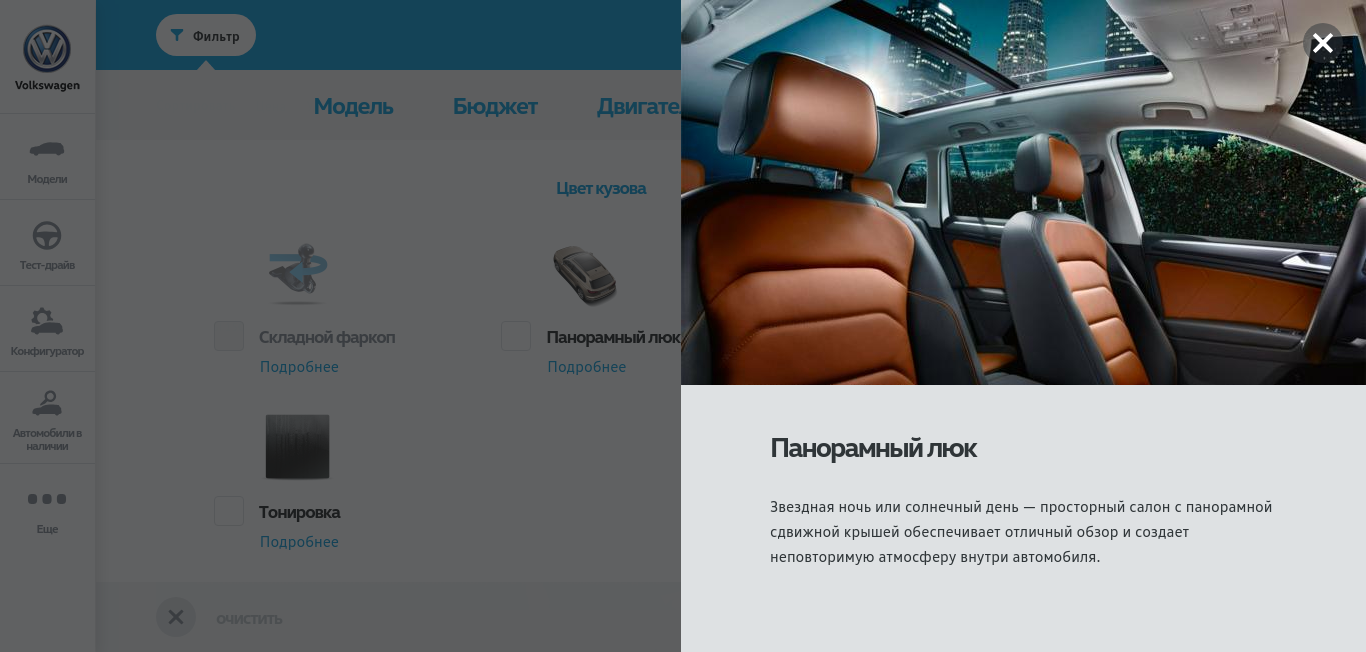 Фильтр
Volkswagen
Модель
Бюджет
Двигате
Модели
Цвет кузова
Тест-драйв
Складной фаркоп
Панорамный люк
Конфигуратор
Подробнее
Подробнее
Автомобили в
наличии
Панорамный люк
Звездная ночь или солнечный день — просторный салон с панорамной
сдвижной крышей обеспечивает отличный обзор и создает
неповторимую атмосферу внутри автомобиля.
Тонировка
Подробнее
Еще
ОЧИСТИТЬ